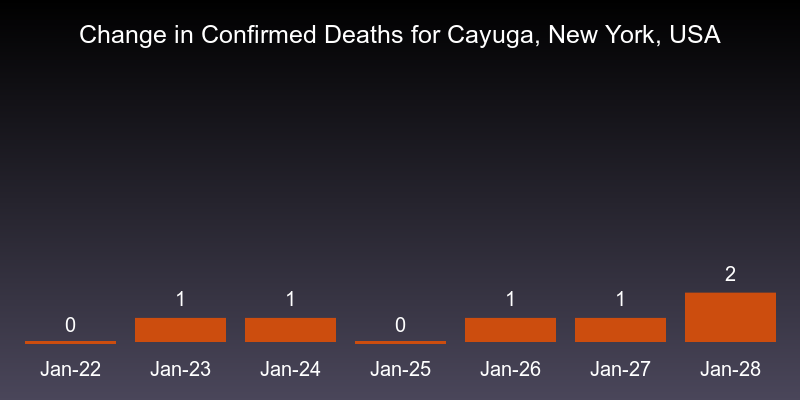 Change in Confirmed Deaths for Cayuga, New York, USA
0 1 1 0 1 1 2
Jan-22 Jan-23 Jan-24 Jan-25 Jan-26 Jan-27 Jan-28